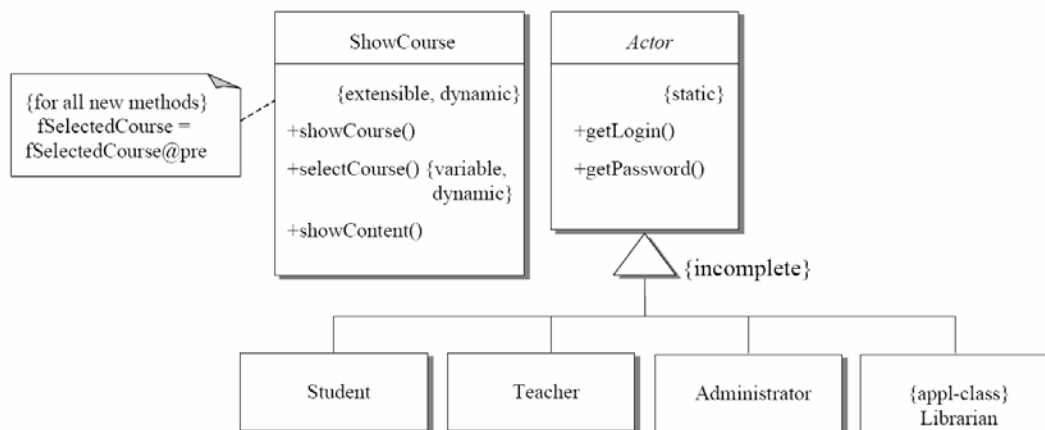 {for all new methods}
fSelectedCourse =
fSelectedCourse@pre
ShowCourse
{extensible, dynamic}
+showCourse()
+selectCourse() {variable,
dynamic}
+showContent()
Actor
{static}
+getLogin()
+getPassword()
{incomplete}
Student
Teacher
Administrator
{appl-class}
Librarian